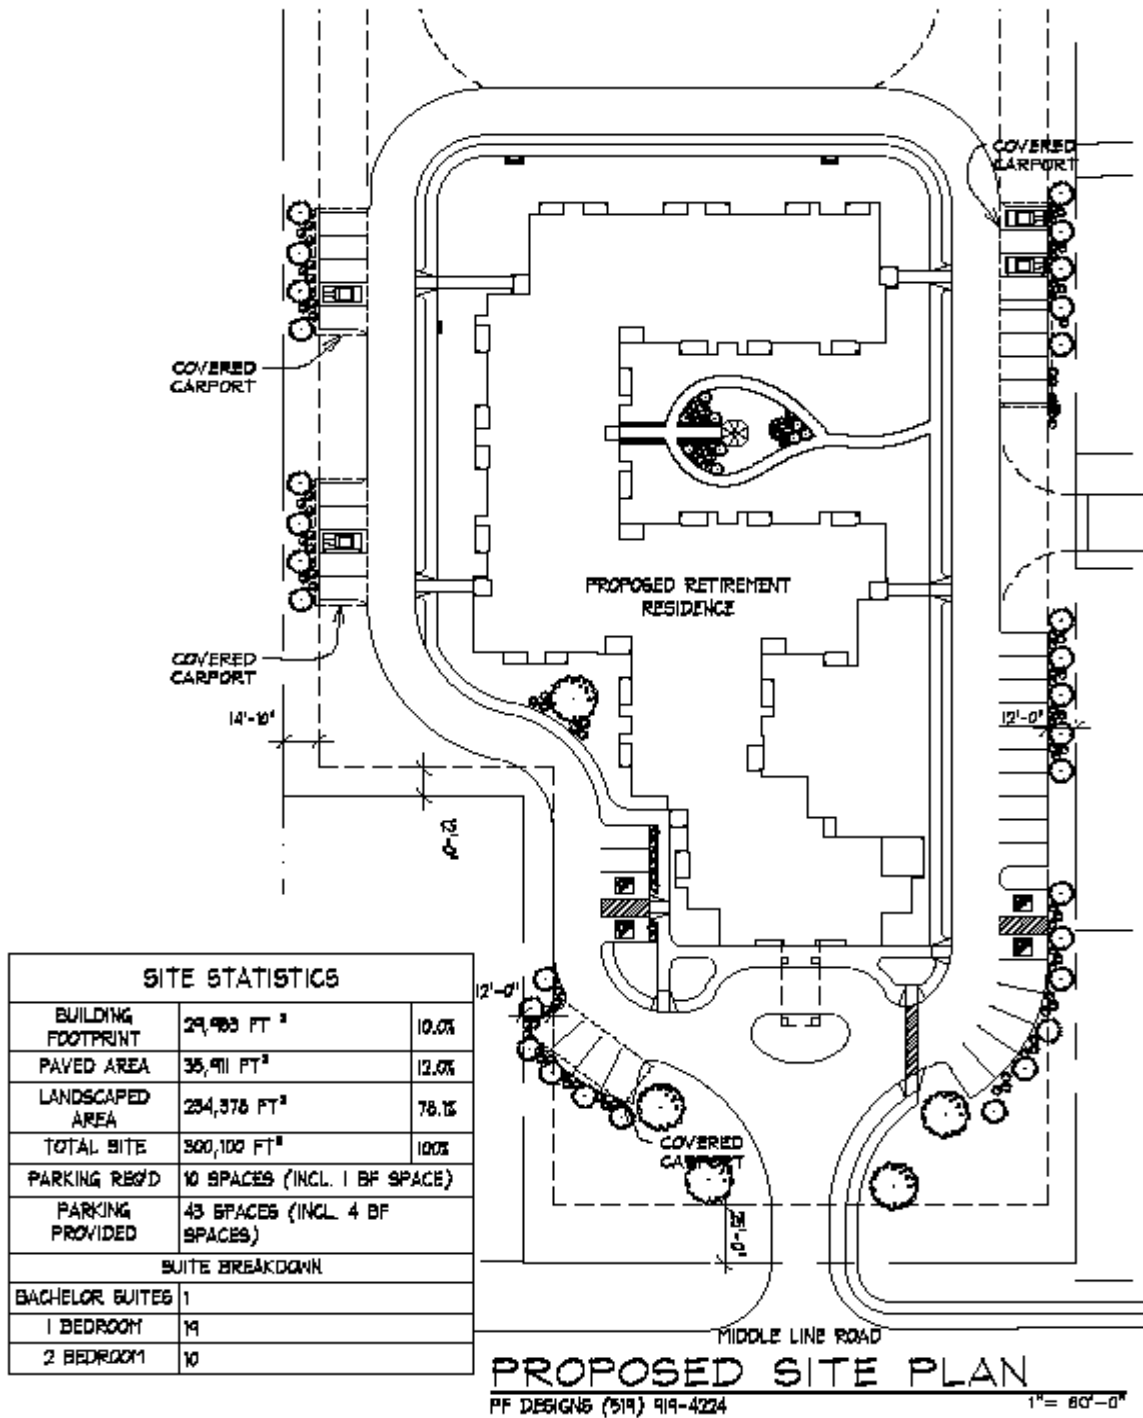 COVERED
CARPORT
COVERED
CARPORT
PROPOSED RETIREMENT
RESIDENCE
COVERED
CARPORT
14'-10"
12'-0"
12'-0"
SITE STATISTICS
BUILDING FOOTPRINT 29,983 FT² 10.0%
PAVED AREA 35,911 FT² 12.0%
LANDSCAPED AREA 234,378 FT² 78.1%
TOTAL SITE 300,100 FT² 100%
PARKING REQ'D 10 SPACES (INCL. 1 BF SPACE)
PARKING PROVIDED 43 SPACES (INCL. 4 BF SPACES)
SUITE BREAKDOWN
BACHELOR SUITES 1
1 BEDROOM 19
2 BEDROOM 10
COVERED
CARPORT
MIDDLE LINE ROAD
PROPOSED SITE PLAN
PF DESIGNS (519) 919-4224
1"= 60'-0"